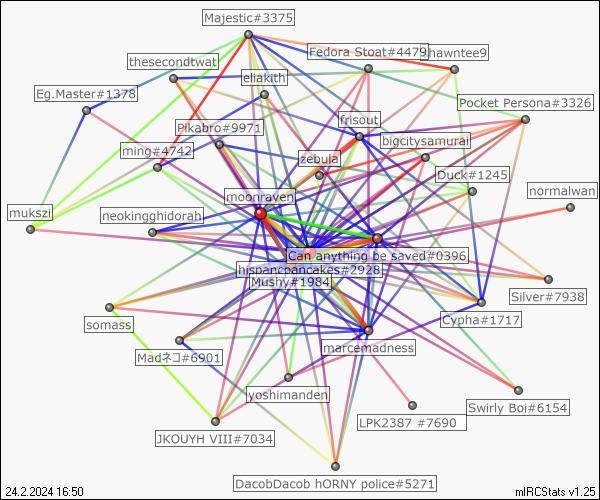 Majestic#3375
Fedora Stoat#4479
hawntee9
thesecondtwat
eliakith
Eg.Master#1378
Pocket Persona#3326
frisout
Pikabro#9971
bigcitysamurai
ming#4742
zebula
Duck#1245
moonraven
normalwan
mukszi
neokingghidorah
Can anything be saved#0396
hispancpancakes#2928
Mushy#1984
Silver#7938
Cypha#1717
somass
marcemadness
Madネコ#6901
yoshimanden
Swirly Boi#6154
LPK2387 #7690
JKOUYH VIII#7034
DacobDacob hORNY police#5271
24.2.2024 16:50
mIRCStats v1.25